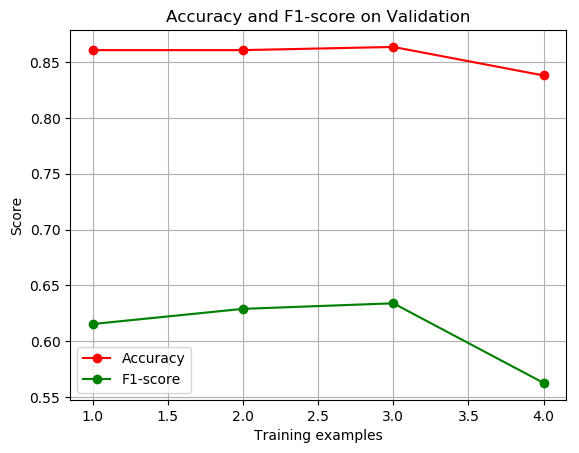 Accuracy and F1-score on Validation
Score
0.85
0.80
0.75
0.70
0.65
0.60
0.55
Accuracy
F1-score
1.0 1.5 2.0 2.5 3.0 3.5 4.0
Training examples